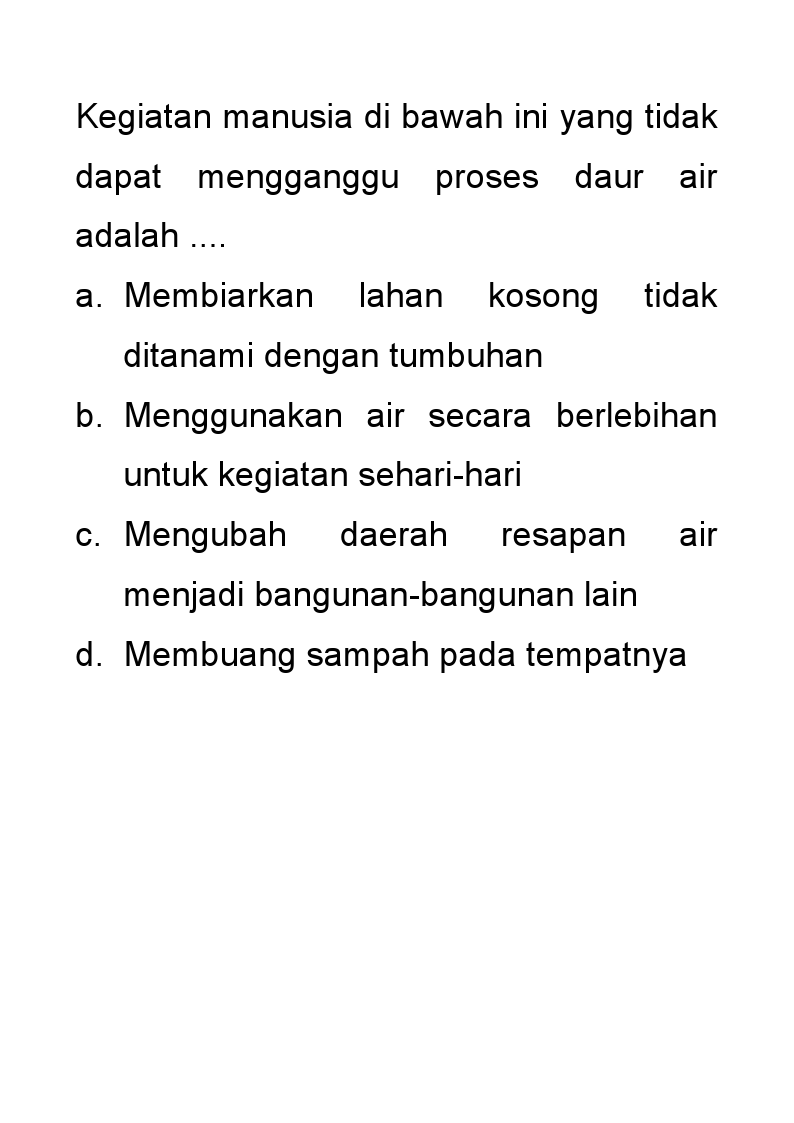 Kegiatan manusia di bawah ini yang tidak
dapat mengganggu proses daur air
adalah ....
a. Membiarkan lahan kosong tidak
ditanami dengan tumbuhan
b. Menggunakan air secara berlebihan
untuk kegiatan sehari-hari
c. Mengubah daerah resapan air
menjadi bangunan-bangunan lain
d. Membuang sampah pada tempatnya